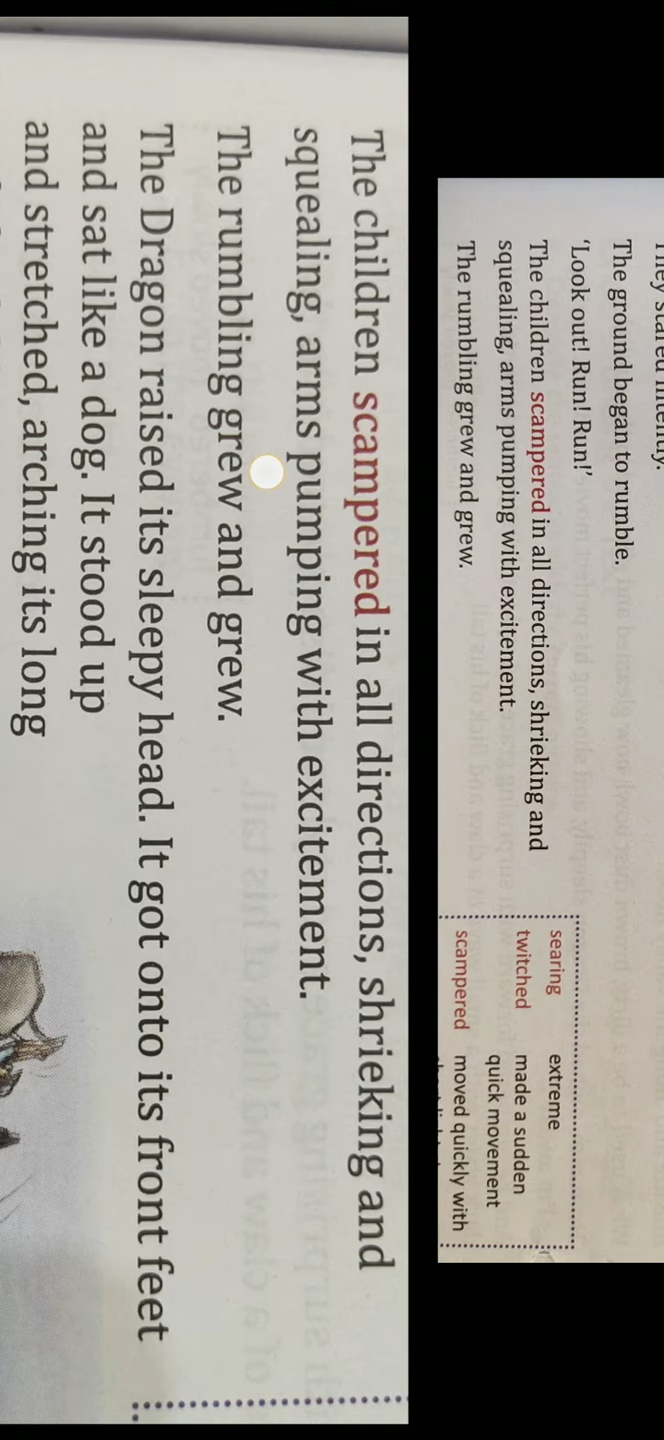 They stared intently.
The ground began to rumble.
‘Look out! Run! Run!’
The children scampered in all directions, shrieking and
squealing, arms pumping with excitement.
The rumbling grew and grew.
searing extreme
twitched made a sudden
quick movement
scampered moved quickly with
The children scampered in all directions, shrieking and
squealing, arms pumping with excitement.
The rumbling grew and grew.
The Dragon raised its sleepy head. It got onto its front feet
and sat like a dog. It stood up
and stretched, arching its long